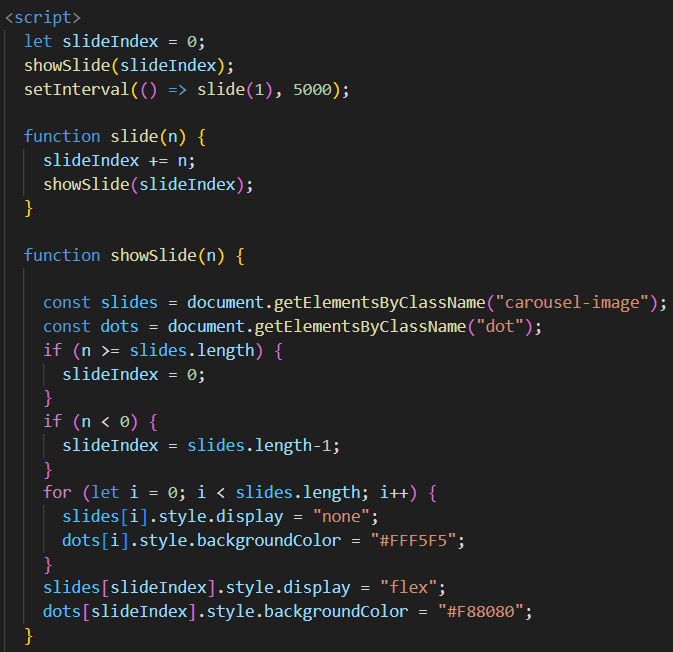 <script>
let slideIndex = 0;
showSlide(slideIndex);
setInterval(() => slide(1), 5000);
function slide(n) {
slideIndex += n;
showSlide(slideIndex);
}
function showSlide(n) {
const slides = document.getElementsByClassName("carousel-image");
const dots = document.getElementsByClassName("dot");
if (n >= slides.length) {
slideIndex = 0;
}
if (n < 0) {
slideIndex = slides.length-1;
}
for (let i = 0; i < slides.length; i++) {
slides[i].style.display = "none";
dots[i].style.backgroundColor = "#FFF5F5";
}
slides[slideIndex].style.display = "flex";
dots[slideIndex].style.backgroundColor = "#F88080";
}